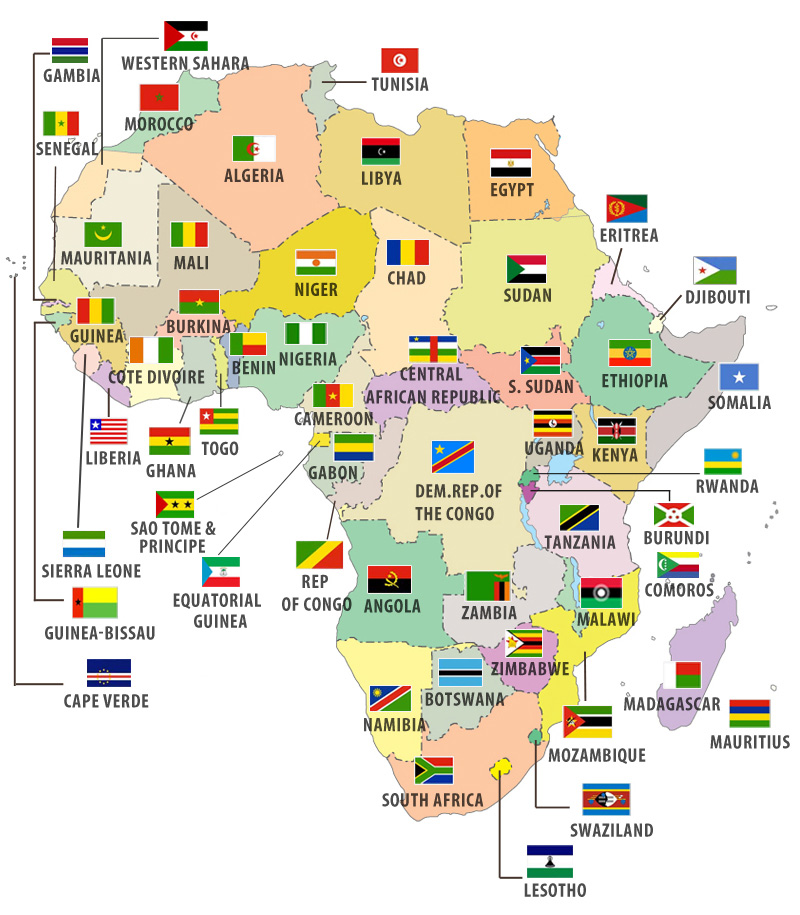 WESTERN SAHARA
GAMBIA
TUNISIA
MOROCCO
SENEGAL
ALGERIA
LIBYA
EGYPT
ERITREA
MAURITANIA
MALI
CHAD
NIGER
SUDAN
DJIBOUTI
BURKINA
GUINEA
BENIN
NIGERIA
COTE DIVOIRE
CENTRAL
AFRICAN REPUBLIC
S. SUDAN
ETHIOPIA
SOMALIA
CAMEROON
LIBERIA
GHANA
TOGO
UGANDA
KENYA
GABON
RWANDA
DEM.REP.OF
THE CONGO
SAO TOME &
PRINCIPE
TANZANIA
BURUNDI
SIERRA LEONE
EQUATORIAL
GUINEA
REP
OF CONGO
ANGOLA
ZAMBIA
MALAWI
COMOROS
GUINEA-BISSAU
ZIMBABWE
CAPE VERDE
BOTSWANA
NAMIBIA
MADAGASCAR
MAURITIUS
MOZAMBIQUE
SOUTH AFRICA
SWAZILAND
LESOTHO